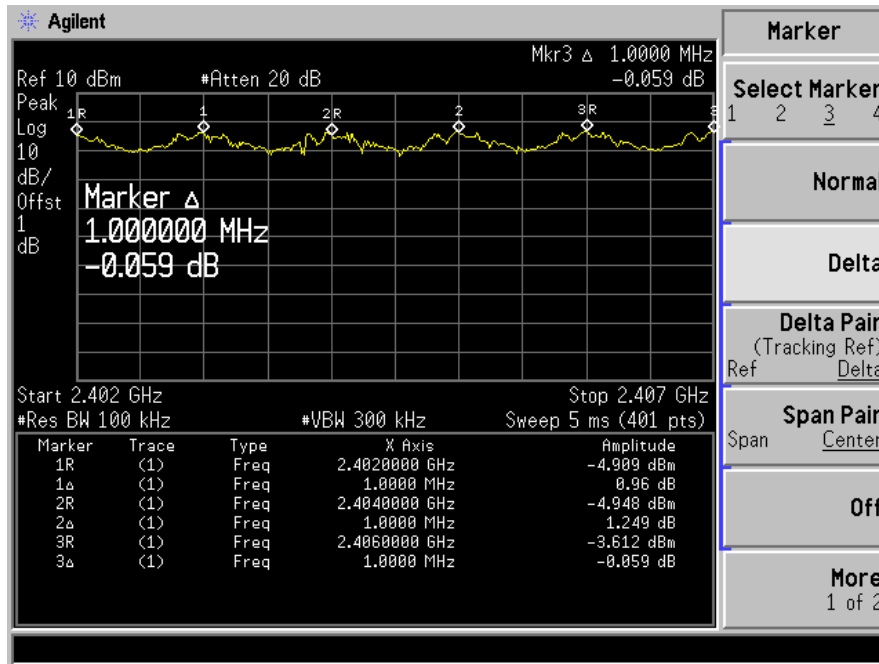 Agilent
Marker
Mkr3 Δ 1.0000 MHz
Ref 10 dBm #Atten 20 dB -0.059 dB
Peak
Log
10
dB/
Offst
1
dB
1R 1 2R 2 3R 3
Marker Δ
1.000000 MHz
-0.059 dB
Start 2.402 GHz Stop 2.407 GHz
#Res BW 100 kHz #VBW 300 kHz Sweep 5 ms (401 pts)
Marker Trace Type X Axis Amplitude
1R (1) Freq 2.4020000 GHz -4.909 dBm
1Δ (1) Freq 1.0000 MHz 0.96 dB
2R (1) Freq 2.4040000 GHz -4.948 dBm
2Δ (1) Freq 1.0000 MHz 1.249 dB
3R (1) Freq 2.4060000 GHz -3.612 dBm
3Δ (1) Freq 1.0000 MHz -0.059 dB
Select Marker
1 2 3 4
Normal
Delta
Delta Pair
(Tracking Ref)
Ref Delta
Span Pair
Span Center
Off
More
1 of 2